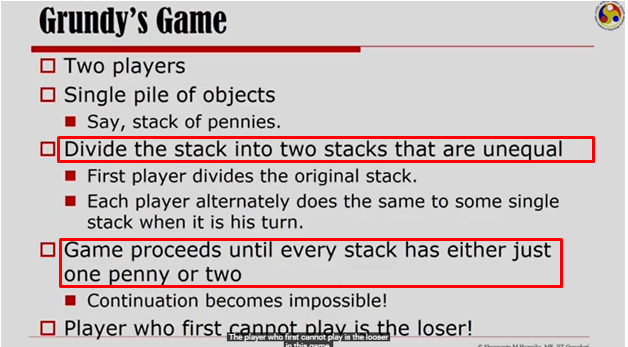 Grundy's Game
Two players
Single pile of objects
Say, stack of pennies.
Divide the stack into two stacks that are unequal
First player divides the original stack.
Each player alternately does the same to some single
stack when it is his turn.
Game proceeds until every stack has either just
one penny or two
Continuation becomes impossible!
Player who first cannot play is the loser!
The player who first cannot play is the looser
in this game